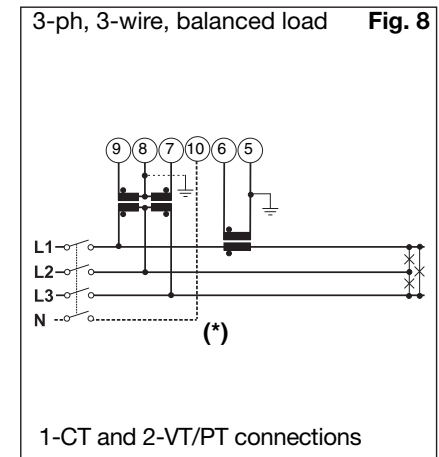 3-ph, 3-wire, balanced load Fig. 8
9 8 7 10 6 5
L1
L2
L3
N
(*)
1-CT and 2-VT/PT connections